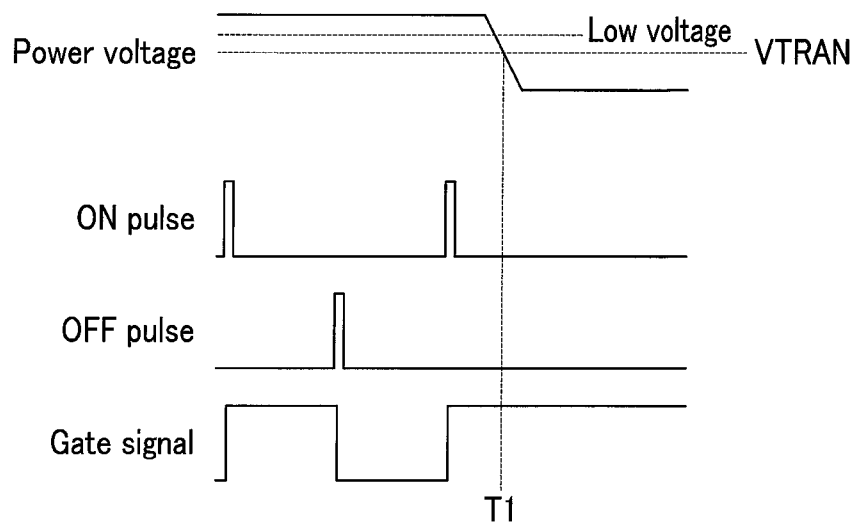 Low voltage
Power voltage
VTRAN
ON pulse
OFF pulse
Gate signal
T1